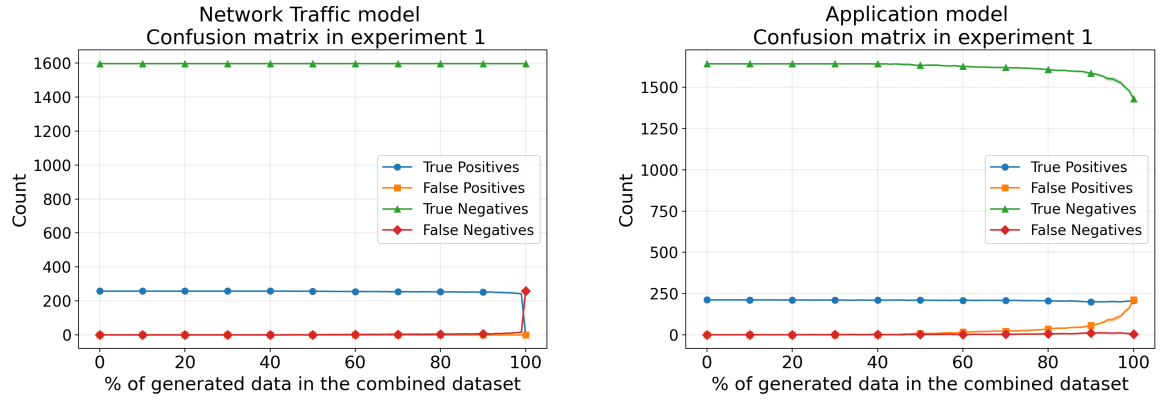 Network Traffic model
Confusion matrix in experiment 1
1600
1400
1200
1000
800
600
400
200
0
Count
True Positives
False Positives
True Negatives
False Negatives
0 20 40 60 80 100
% of generated data in the combined dataset
Application model
Confusion matrix in experiment 1
1500
1250
1000
750
500
250
0
Count
True Positives
False Positives
True Negatives
False Negatives
0 20 40 60 80 100
% of generated data in the combined dataset